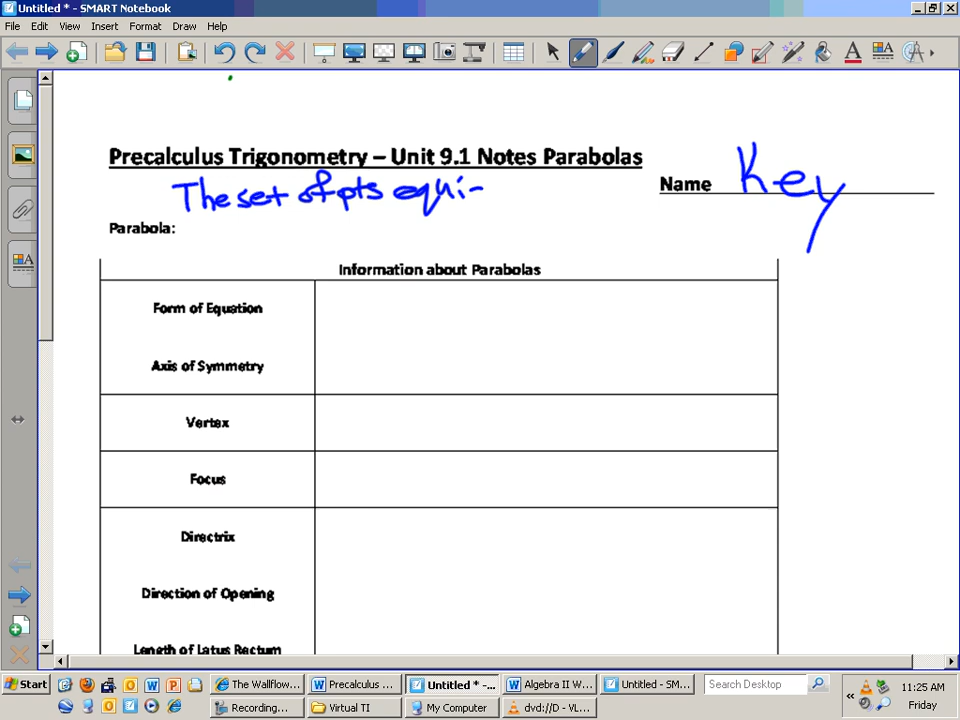 Untitled * - SMART Notebook
File Edit View Insert Format Draw Help
Precalculus Trigonometry – Unit 9.1 Notes Parabolas
The set of pts equi-
Name Key
Parabola:
Information about Parabolas
Form of Equation
Axis of Symmetry
Vertex
Focus
Directrix
Direction of Opening
Length of Latus Rectum
Start
The Wallflow...
Precalculus ...
Untitled * -...
Algebra II W...
Untitled - SM...
Search Desktop
11:25 AM
Recording...
Virtual TI
My Computer
dvd://D - VL...
Friday